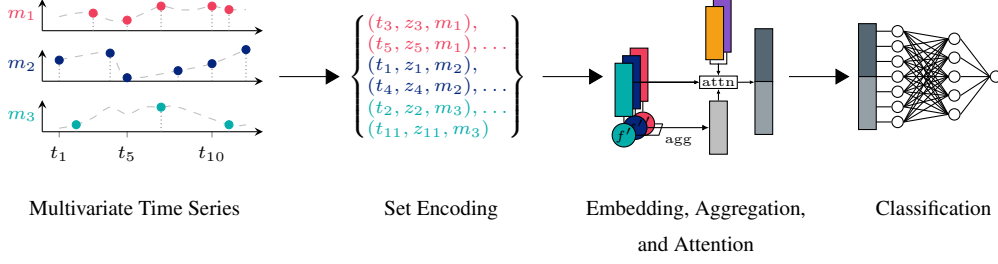 m₁
m₂
m₃
t₁ t₅ t₁₀
(t₃, z₃, m₁),
(t₅, z₅, m₁), . . .
(t₁, z₁, m₂),
(t₄, z₄, m₂), . . .
(t₂, z₂, m₃), . . .
(t₁₁, z₁₁, m₃)
attn
f′ f′ f′
agg
Multivariate Time Series
Set Encoding
Embedding, Aggregation,
and Attention
Classification